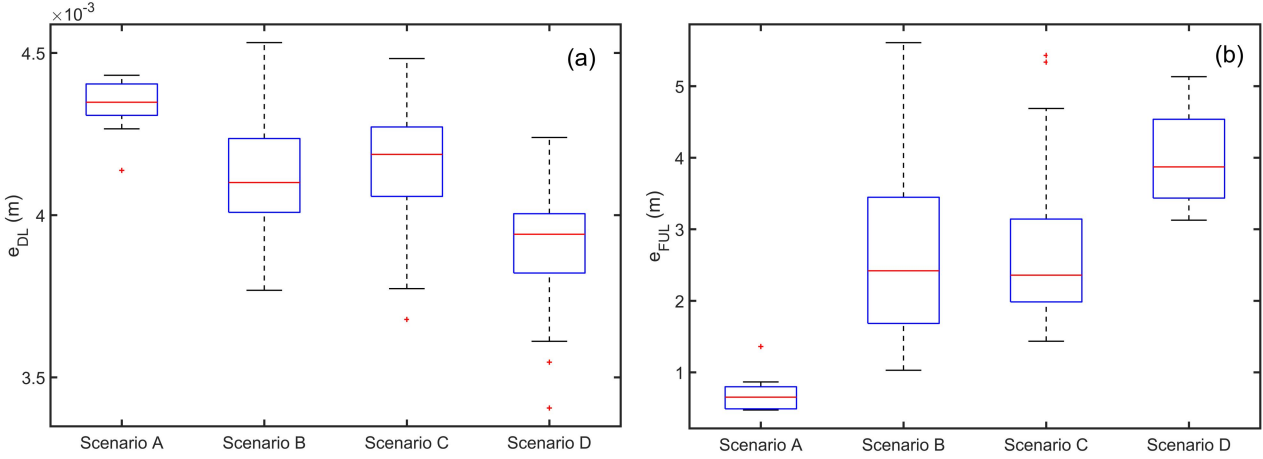 ×10⁻³
4.5
4
3.5
e_DL (m)
(a)
Scenario A Scenario B Scenario C Scenario D
5
4
3
2
1
e_FUL (m)
(b)
Scenario A Scenario B Scenario C Scenario D